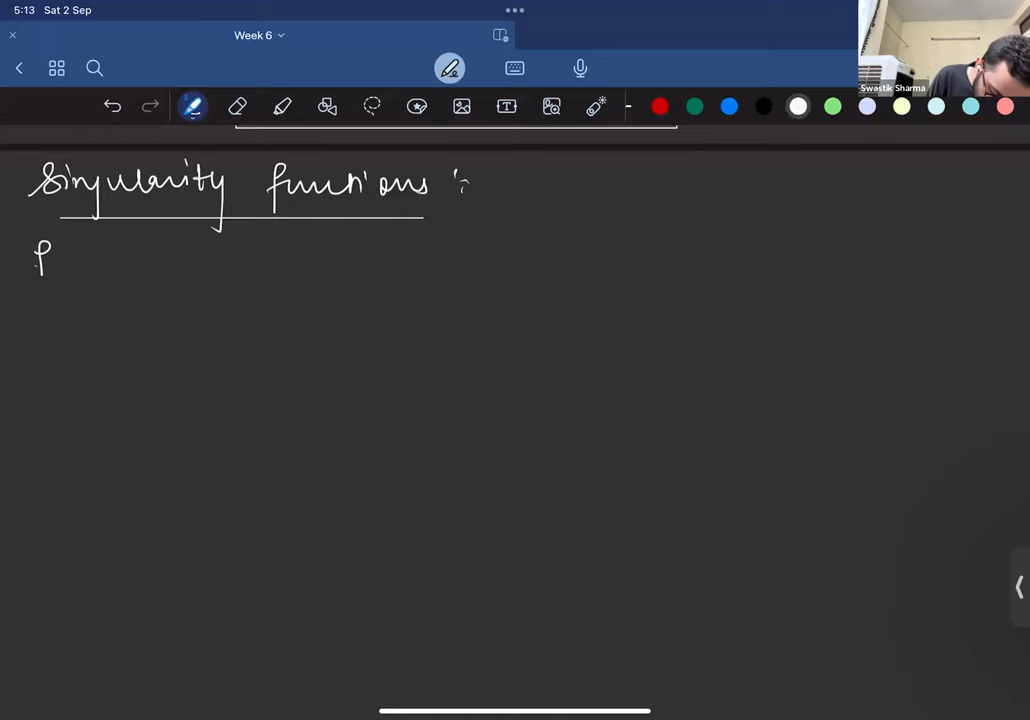 5:13 Sat 2 Sep
Week 6
Swastik Sharma
Singularity functions :-
f